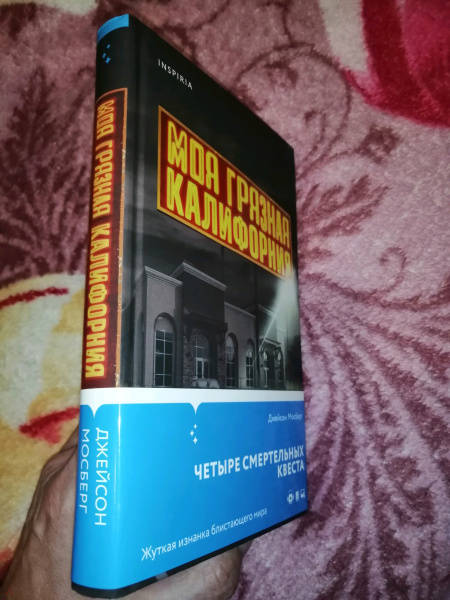 INSPIRIA
МОЯ ГРЯЗНАЯ
КАЛИФОРНИЯ
Джейсон Мосберг
ЧЕТЫРЕ СМЕРТЕЛЬНЫХ
КВЕСТА
Жуткая изнанка блистающего мира
МОЯ ГРЯЗНАЯ КАЛИФОРНИЯ
ДЖЕЙСОН
МОСБЕРГ